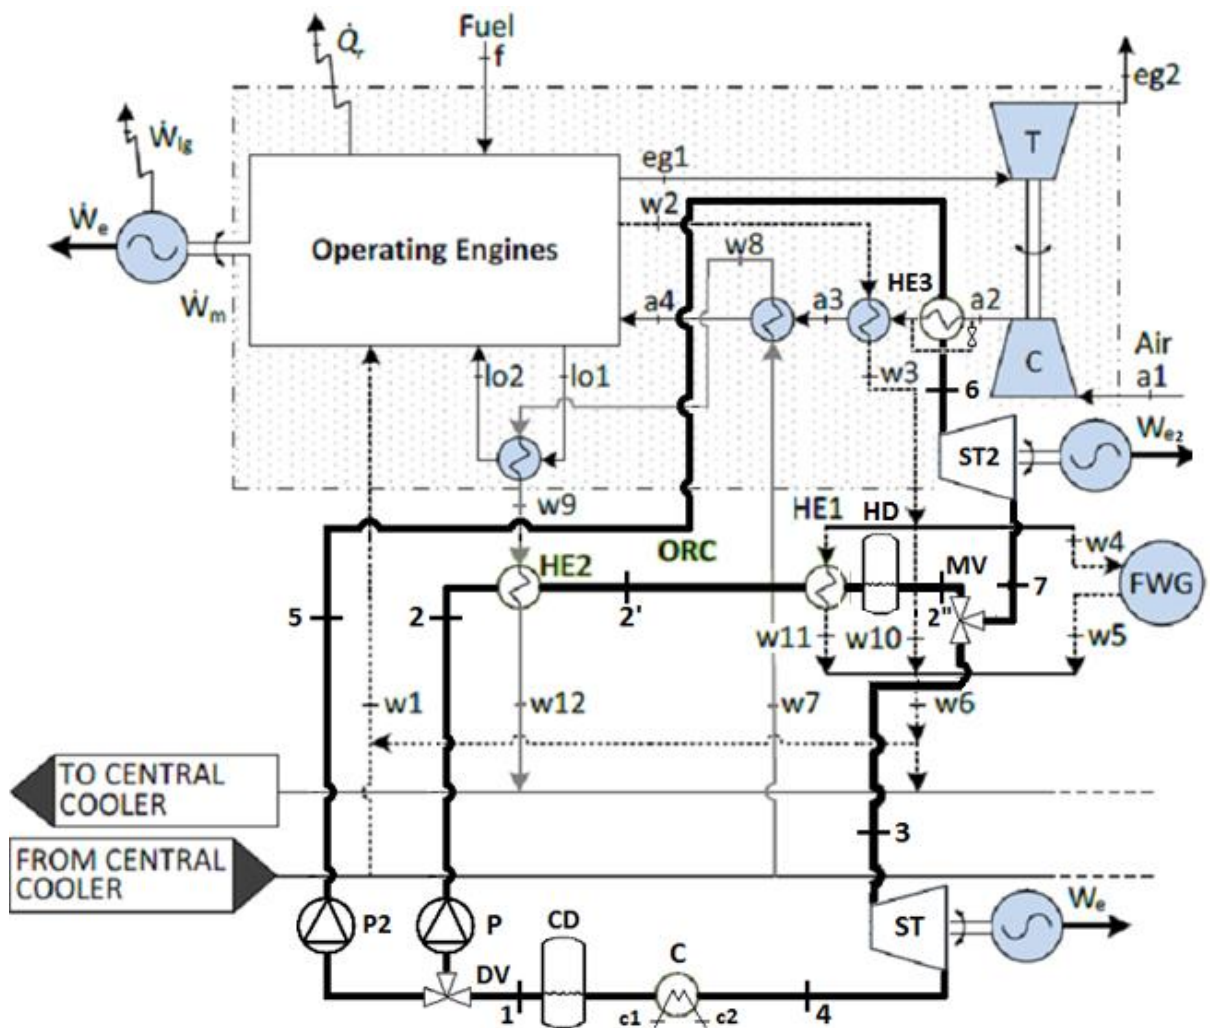 Q̇r
Fuel
f
eg2
Ẇlg
T
eg1
w2
Ẇe
Operating Engines
w8
HE3
a4
a3
a2
Ẇm
C
Air
a1
lo2
lo1
w3
6
We2
ST2
w9
HE1
HD
ORC
w4
HE2
MV
FWG
7
5
2
2'
2"
w11
w10
w5
w1
w12
w7
w6
TO CENTRAL
COOLER
3
FROM CENTRAL
COOLER
We
P2
P
CD
ST
C
DV
1
c1
c2
4